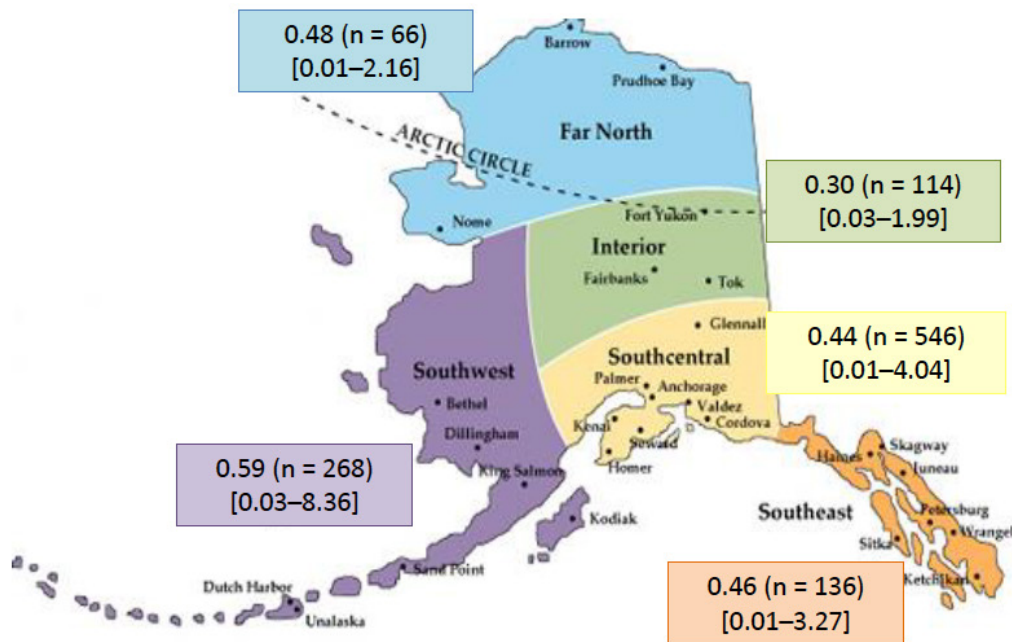 0.48 (n = 66)
[0.01–2.16]
Barrow
Prudhoe Bay
Far North
ARCTIC CIRCLE
Nome
0.30 (n = 114)
[0.03–1.99]
Fort Yukon
Interior
Fairbanks
Tok
Glennall
0.44 (n = 546)
[0.01–4.04]
Southcentral
Southwest
Palmer
Anchorage
Bethel
Valdez
Kenai
Cordova
Dillingham
Seward
Homer
0.59 (n = 268)
[0.03–8.36]
King Salmon
Kodiak
Skagway
Haines
Juneau
Southeast
Petersburg
Wrangel
Sitka
Sand Point
Ketchikan
Dutch Harbor
Unalaska
0.46 (n = 136)
[0.01–3.27]